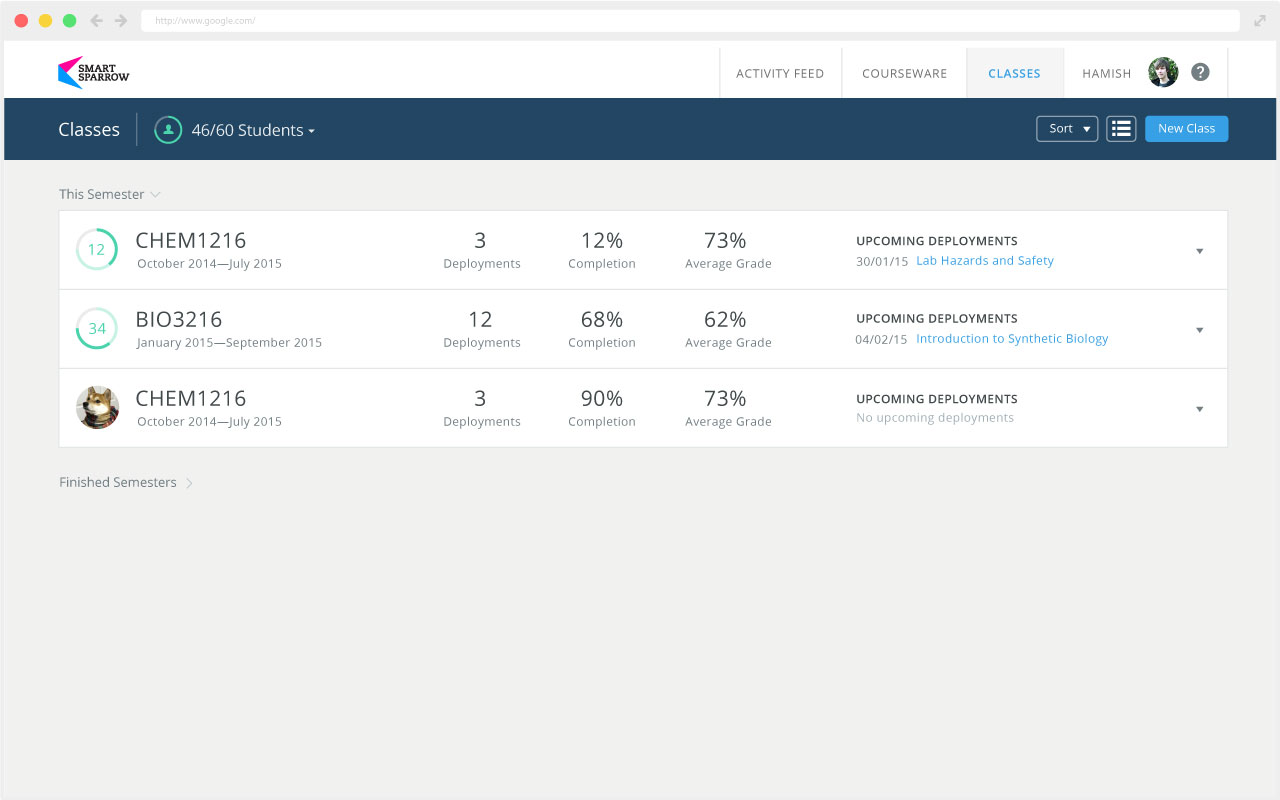 http://www.google.com/
SMART
SPARROW
ACTIVITY FEED
COURSEWARE
CLASSES
HAMISH
?
Classes
46/60 Students
Sort
New Class
This Semester
12
CHEM1216
October 2014—July 2015
3
Deployments
12%
Completion
73%
Average Grade
UPCOMING DEPLOYMENTS
30/01/15 Lab Hazards and Safety
34
BIO3216
January 2015—September 2015
12
Deployments
68%
Completion
62%
Average Grade
UPCOMING DEPLOYMENTS
04/02/15 Introduction to Synthetic Biology
CHEM1216
October 2014—July 2015
3
Deployments
90%
Completion
73%
Average Grade
UPCOMING DEPLOYMENTS
No upcoming deployments
Finished Semesters